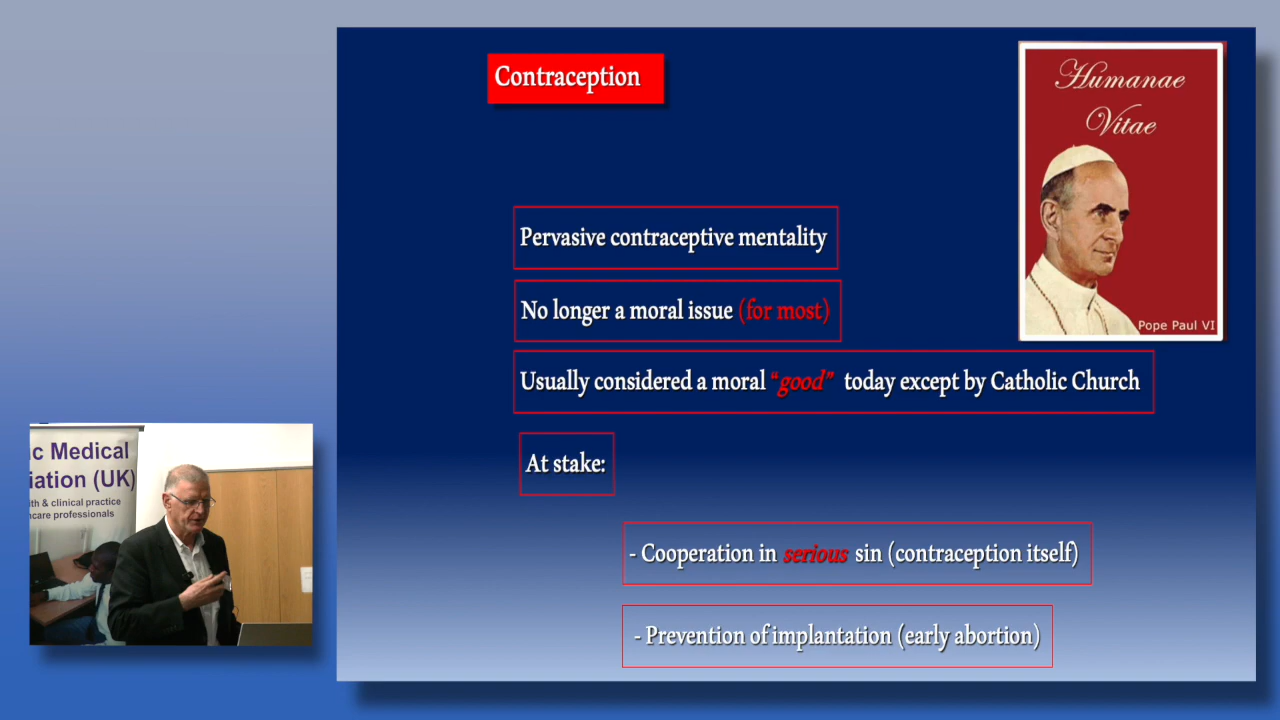 Contraception
Humanae
Vitae
Pope Paul VI
Pervasive contraceptive mentality
No longer a moral issue (for most)
Usually considered a moral “good” today except by Catholic Church
At stake:
- Cooperation in serious sin (contraception itself)
- Prevention of implantation (early abortion)
c Medical
iation (UK)
lth & clinical practice
care professionals